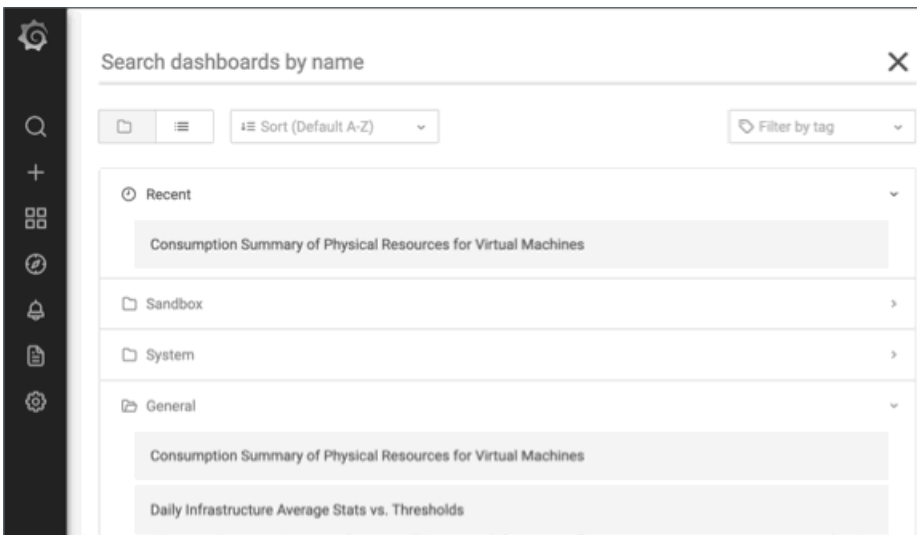 Search dashboards by name
Sort (Default A-Z)
Filter by tag
Recent
Consumption Summary of Physical Resources for Virtual Machines
Sandbox
System
General
Consumption Summary of Physical Resources for Virtual Machines
Daily Infrastructure Average Stats vs. Thresholds